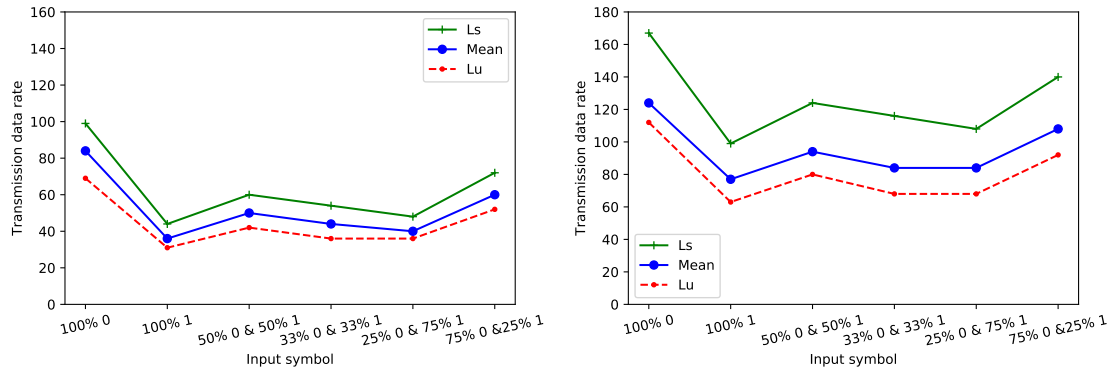 160
140
120
100
80
60
40
20
0
Transmission data rate
Ls
Mean
Lu
100% 0
100% 1
50% 0 & 50% 1
33% 0 & 33% 1
25% 0 & 75% 1
75% 0 &25% 1
Input symbol
180
160
140
120
100
80
60
40
20
0
Transmission data rate
Ls
Mean
Lu
100% 0
100% 1
50% 0 & 50% 1
33% 0 & 33% 1
25% 0 & 75% 1
75% 0 &25% 1
Input symbol